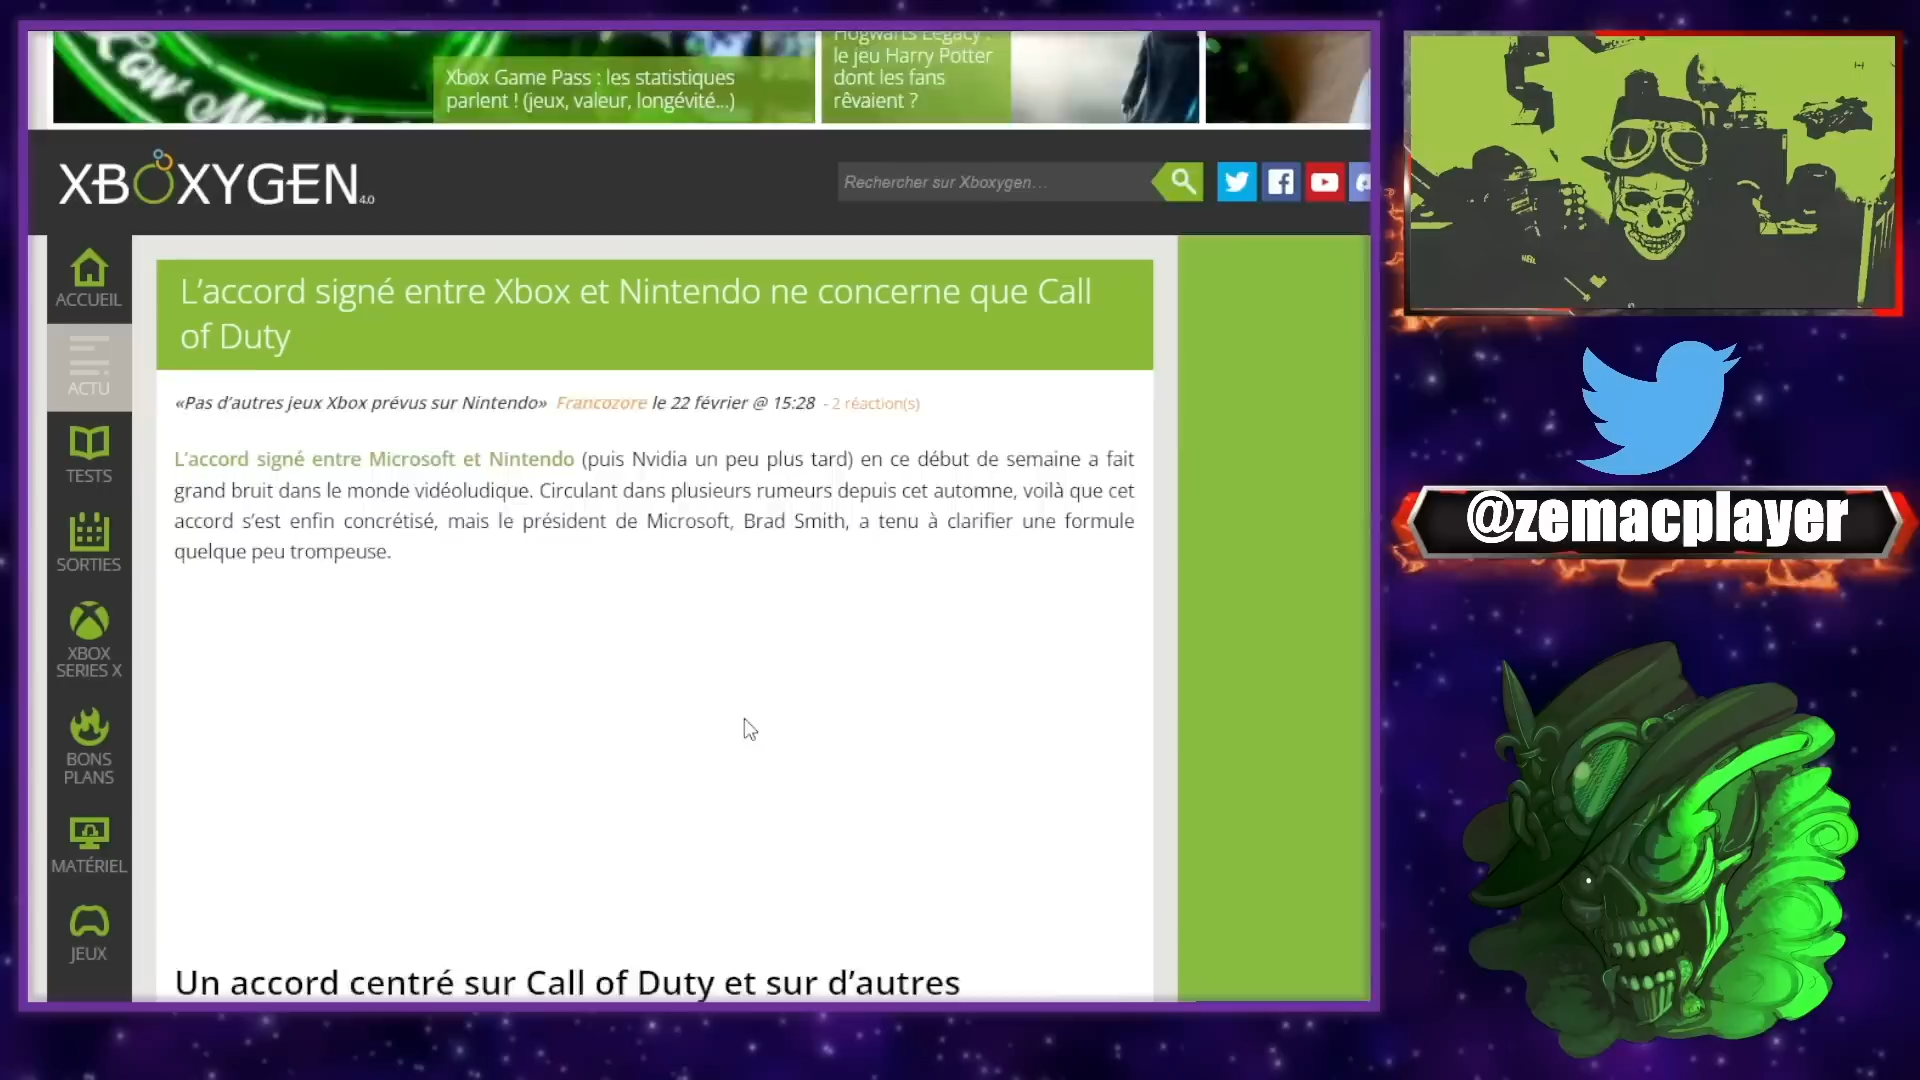 Low
Xbox Game Pass : les statistiques
parlent ! (jeux, valeur, longévité...)
Hogwarts Legacy :
le jeu Harry Potter
dont les fans
rêvaient ?
XBOXYGEN 4.0
Rechercher sur Xboxygen...
ACCUEIL
ACTU
TESTS
SORTIES
XBOX
SERIES X
BONS
PLANS
MATÉRIEL
JEUX
L'accord signé entre Xbox et Nintendo ne concerne que Call
of Duty
«Pas d'autres jeux Xbox prévus sur Nintendo» Francozore le 22 février @ 15:28 - 2 réaction(s)
L'accord signé entre Microsoft et Nintendo (puis Nvidia un peu plus tard) en ce début de semaine a fait
grand bruit dans le monde vidéoludique. Circulant dans plusieurs rumeurs depuis cet automne, voilà que cet
accord s'est enfin concrétisé, mais le président de Microsoft, Brad Smith, a tenu à clarifier une formule
quelque peu trompeuse.
Un accord centré sur Call of Duty et sur d'autres
@zemacplayer